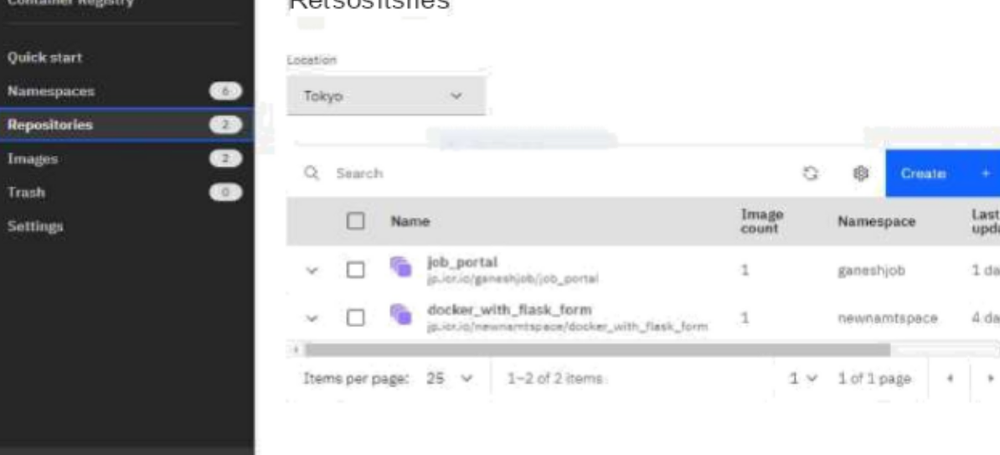 Container Registry
Retsositsries
Quick start
Namespaces 6
Repositories 2
Images 2
Trash 0
Settings
Location
Tokyo
Search
Create +
Name Image count Namespace Last
job_portal 1 ganeshjob 1 da
jp.icr.io/ganeshjob/job_portal
docker_with_flask_form 1 newnamtspace 4 da
jp.icr.io/newnamtspace/docker_with_flask_form
Items per page: 25 1–2 of 2 items 1 1 of 1 page